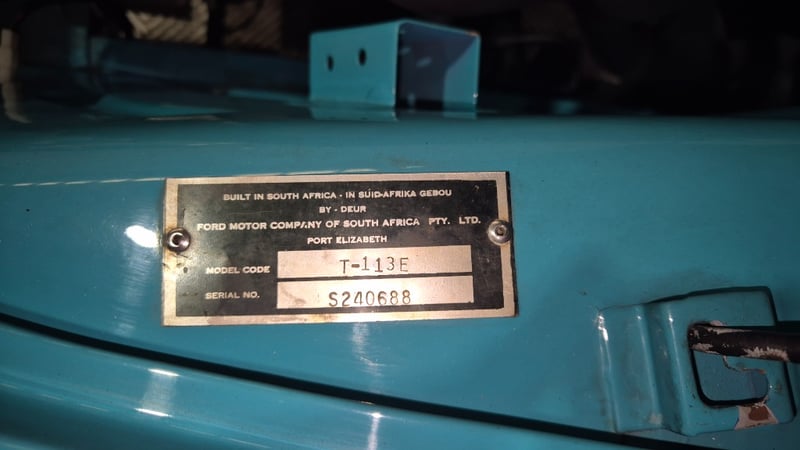 BUILT IN SOUTH AFRICA - IN SUID-AFRIKA GEBOU
BY - DEUR
FORD MOTOR COMPANY OF SOUTH AFRICA PTY. LTD.
PORT ELIZABETH
MODEL CODE T-113E
SERIAL NO. S240688